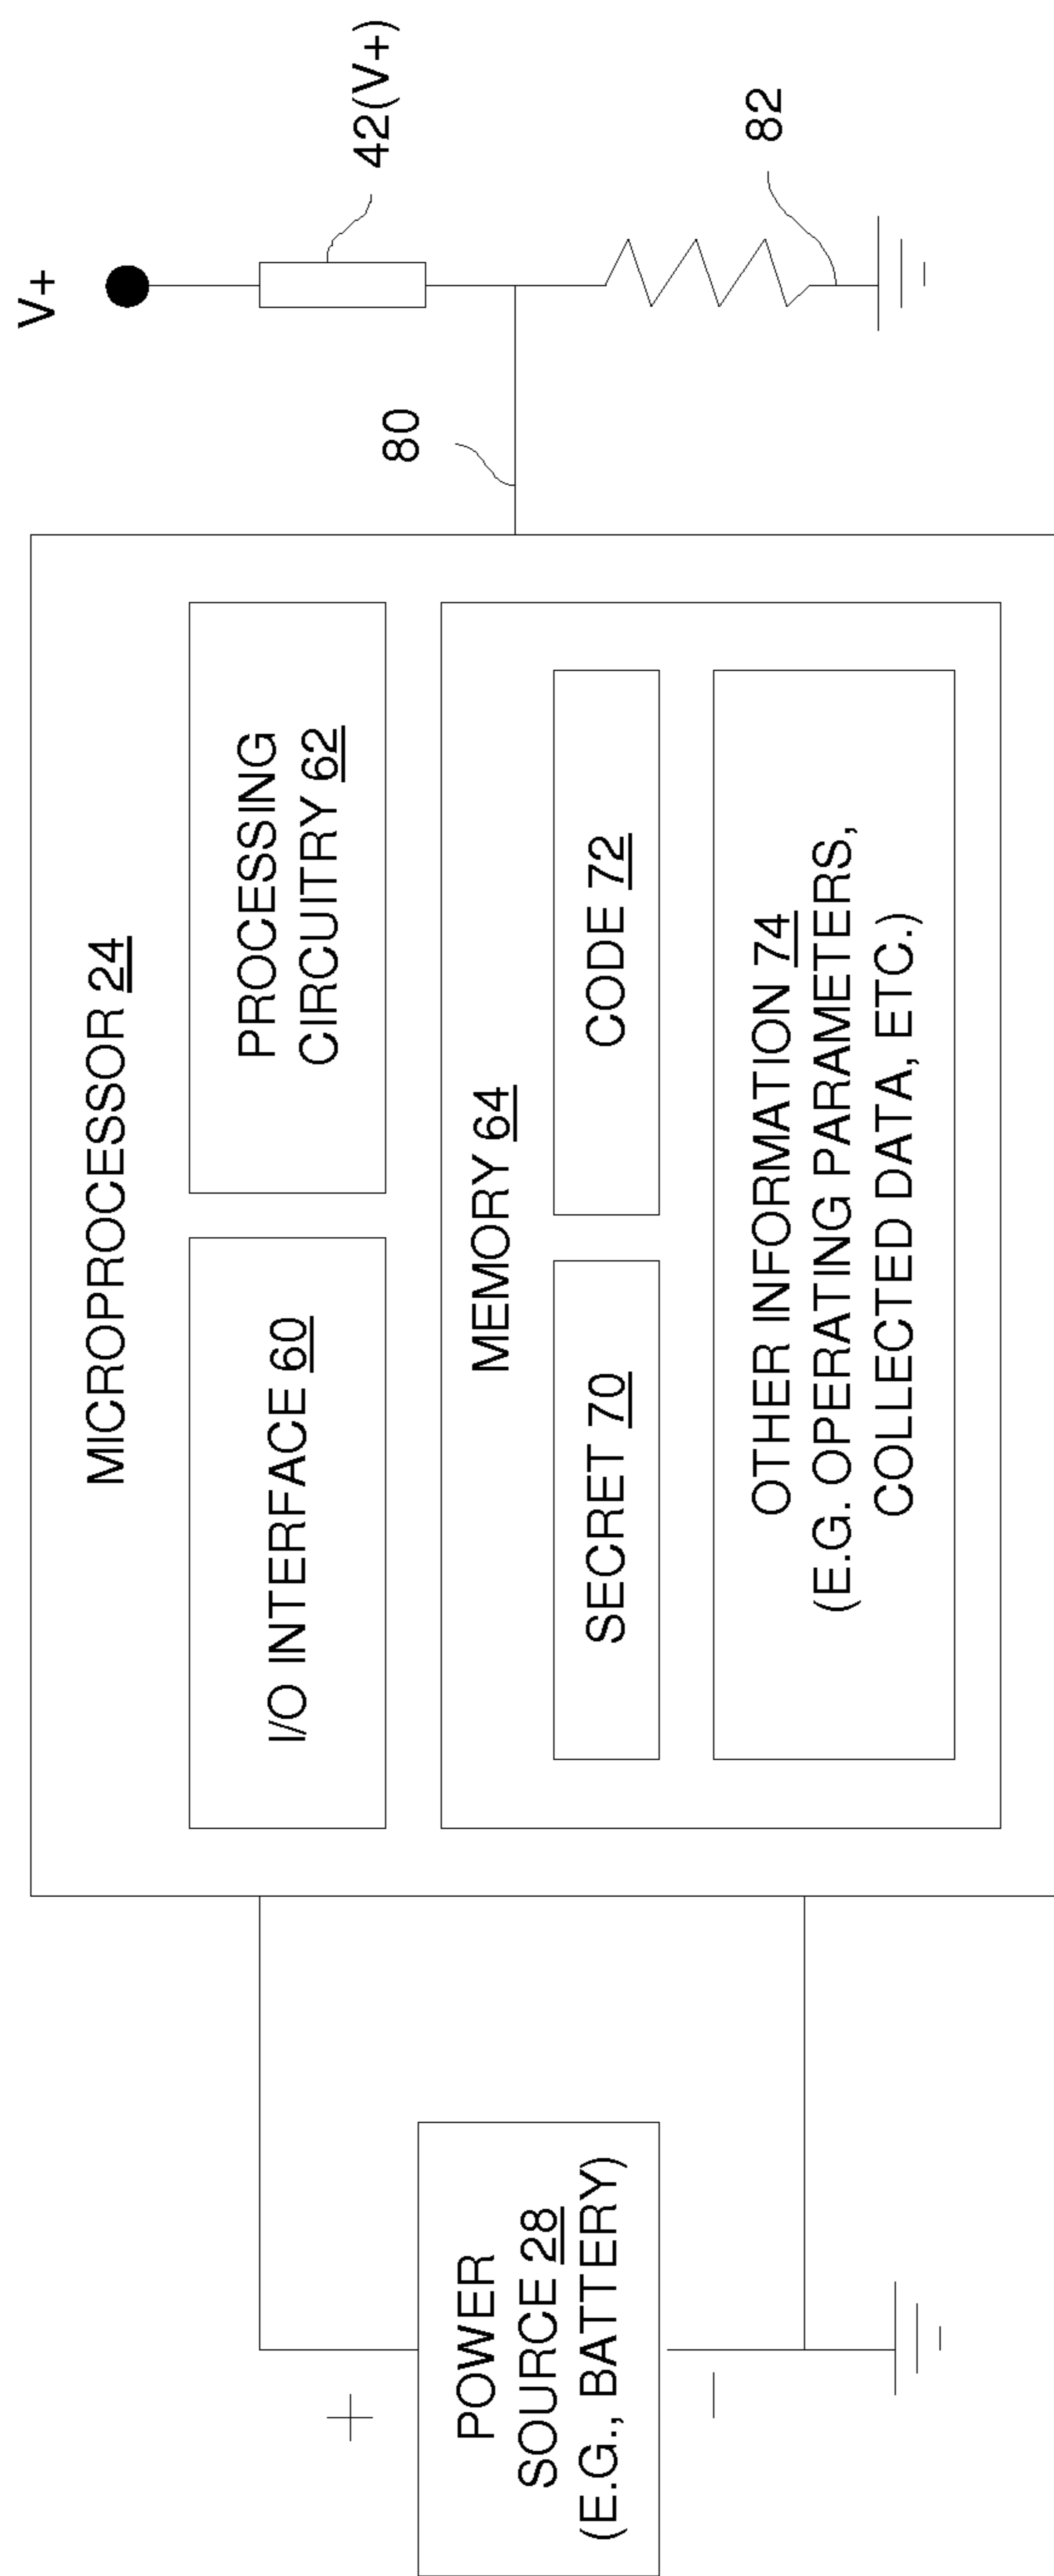 MICROPROCESSOR 24
I/O INTERFACE 60
PROCESSING
CIRCUITRY 62
MEMORY 64
SECRET 70
CODE 72
OTHER INFORMATION 74
(E.G. OPERATING PARAMETERS,
COLLECTED DATA, ETC.)
POWER
SOURCE 28
(E.G., BATTERY)
+
–
V+
42(V+)
80
82